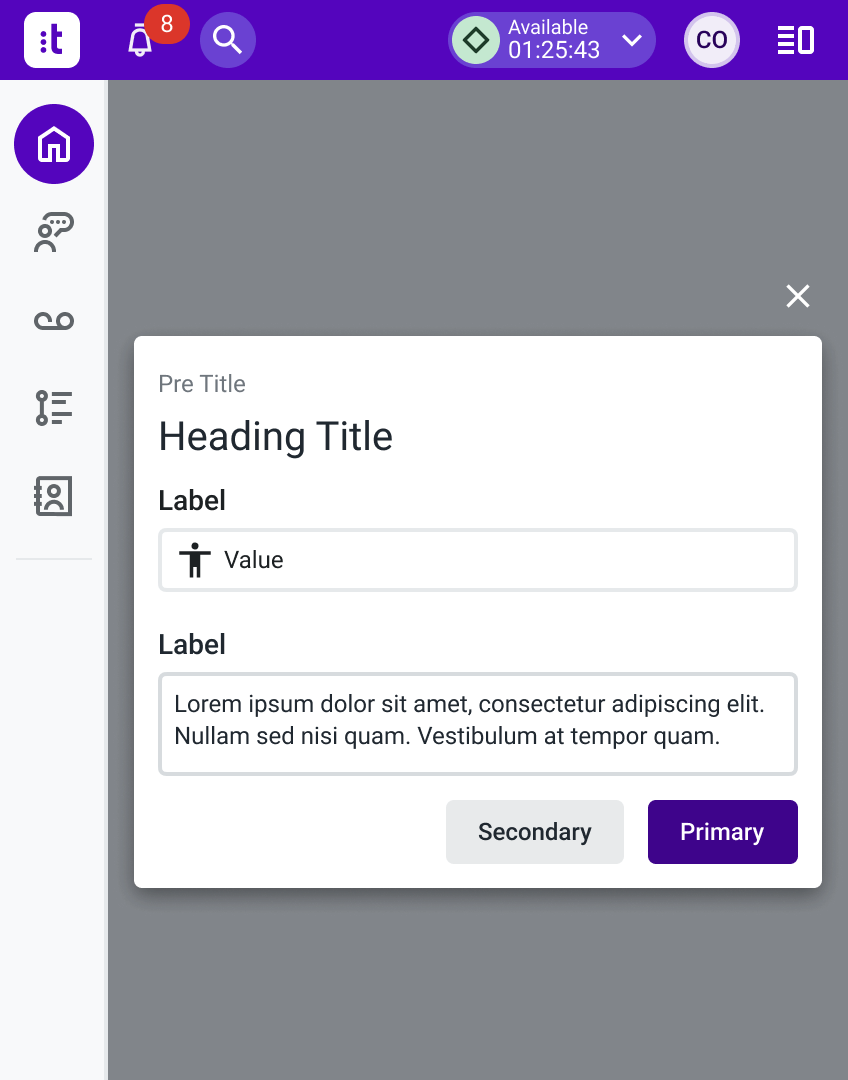 :t
8
Available
01:25:43
CO
Pre Title
Heading Title
Label
Value
Label
Lorem ipsum dolor sit amet, consectetur adipiscing elit.
Nullam sed nisi quam. Vestibulum at tempor quam.
Secondary
Primary